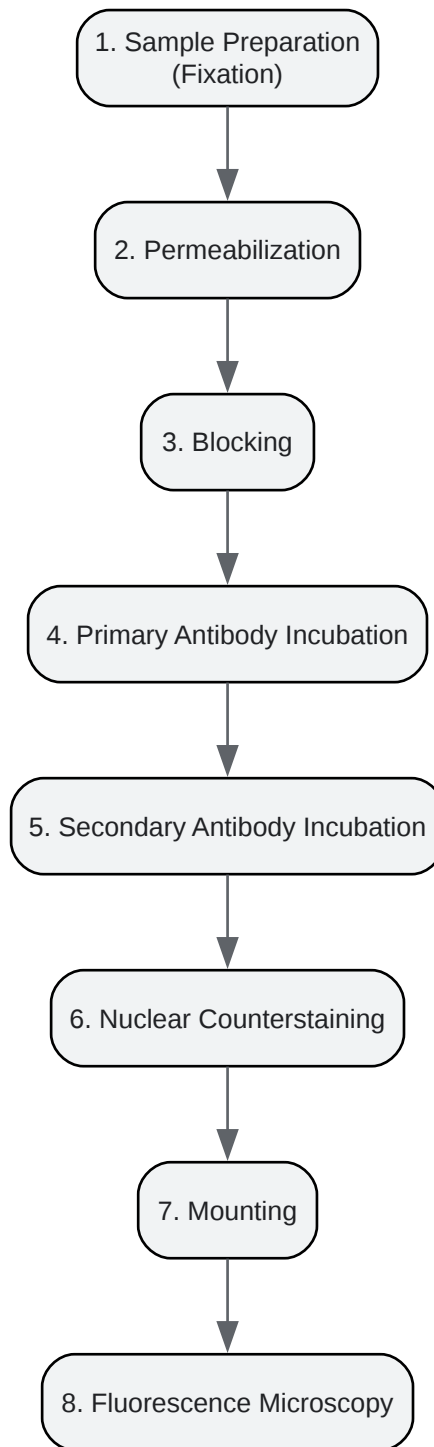 1. Sample Preparation
(Fixation)
2. Permeabilization
3. Blocking
4. Primary Antibody Incubation
5. Secondary Antibody Incubation
6. Nuclear Counterstaining
7. Mounting
8. Fluorescence Microscopy